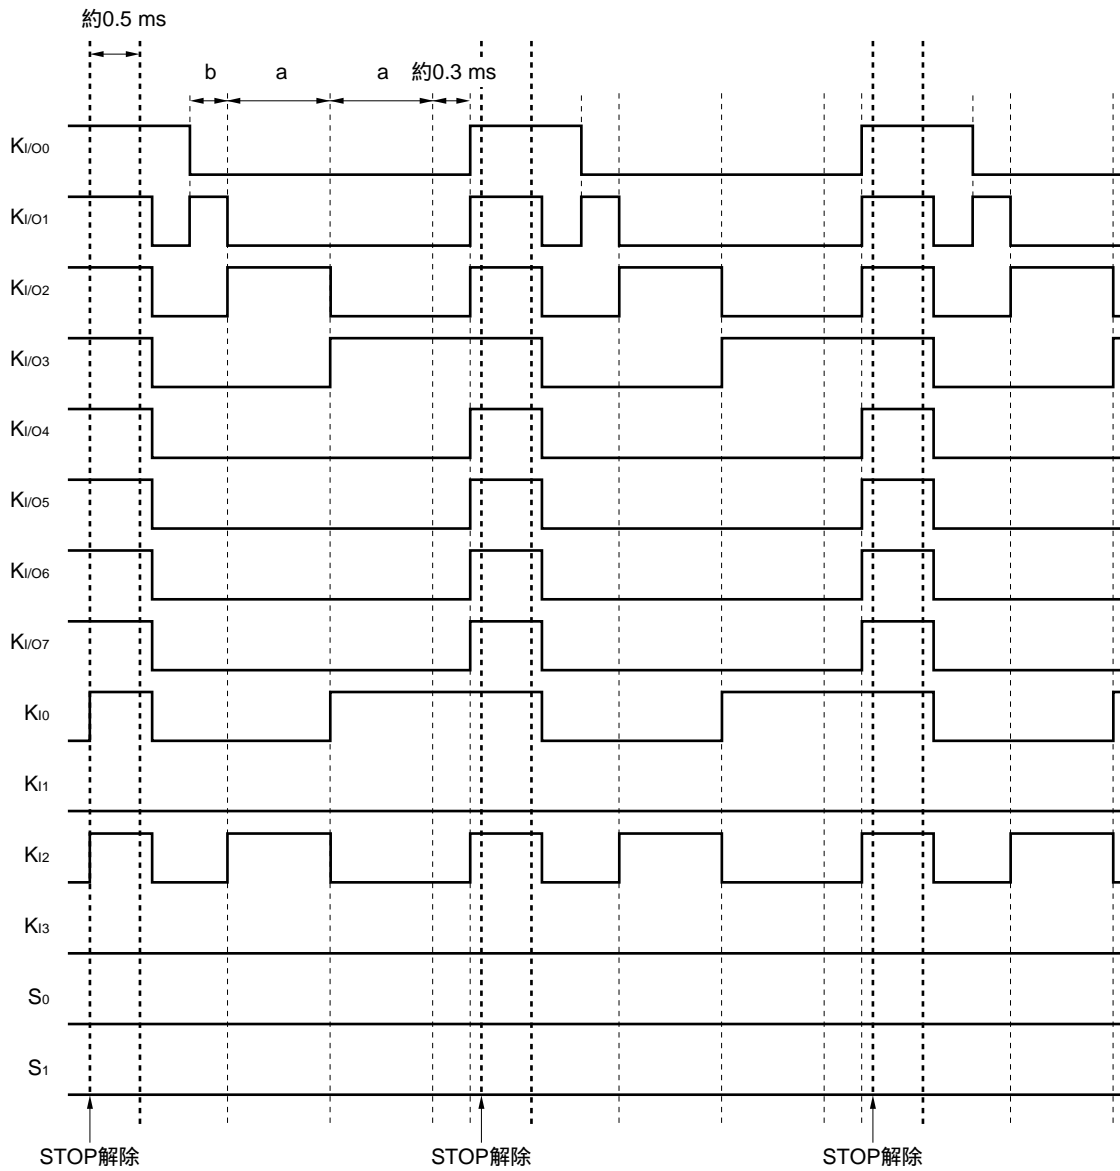 約0.5 ms
b a a 約0.3 ms
KI/O0
KI/O1
KI/O2
KI/O3
KI/O4
KI/O5
KI/O6
KI/O7
KI0
KI1
KI2
KI3
S0
S1
STOP解除 STOP解除 STOP解除